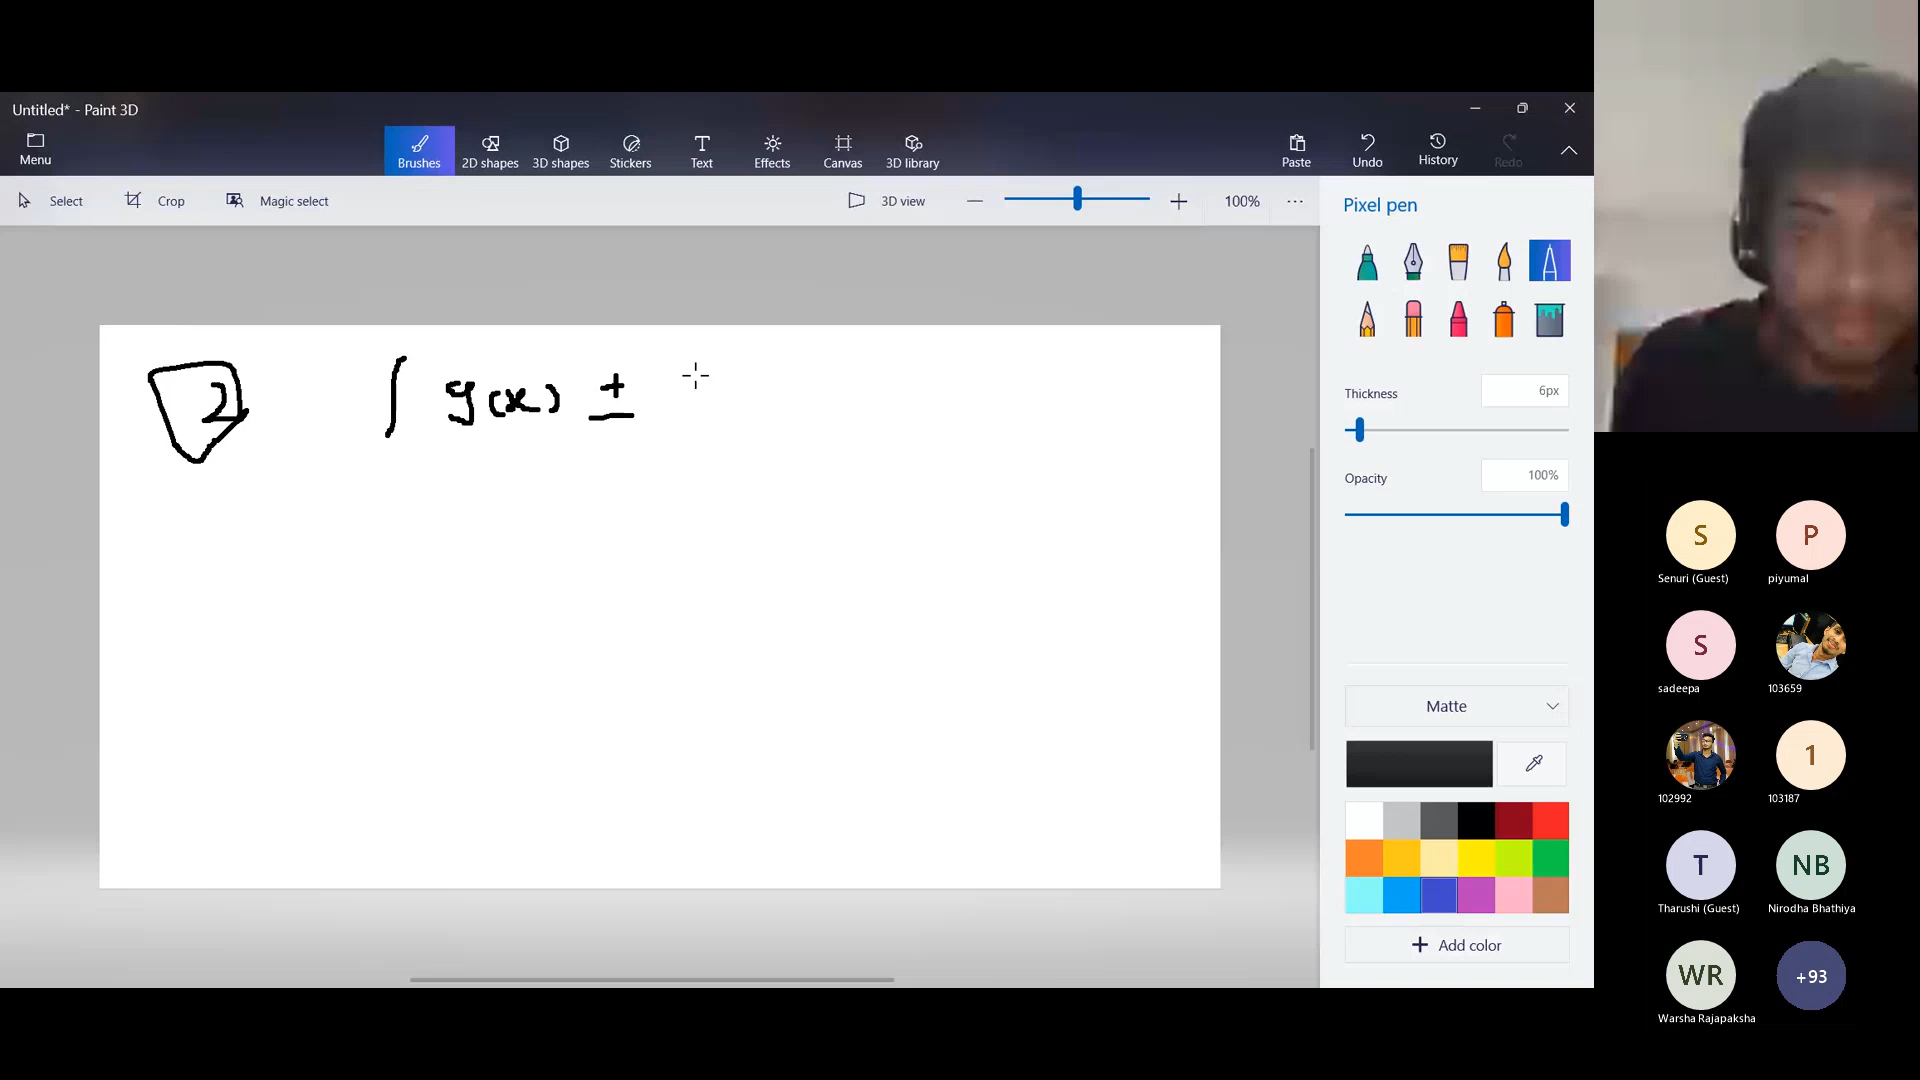 Untitled* - Paint 3D
Menu
Brushes
2D shapes
3D shapes
Stickers
Text
Effects
Canvas
3D library
Paste
Undo
History
Redo
Select
Crop
Magic select
3D view
100%
Pixel pen
Thickness
6px
Opacity
100%
Matte
Add color
2
∫ g(x) ±
S
Senuri (Guest)
P
piyumal
S
sadeepa
103659
102992
1
103187
T
Tharushi (Guest)
NB
Nirodha Bhathiya
WR
Warsha Rajapaksha
+93